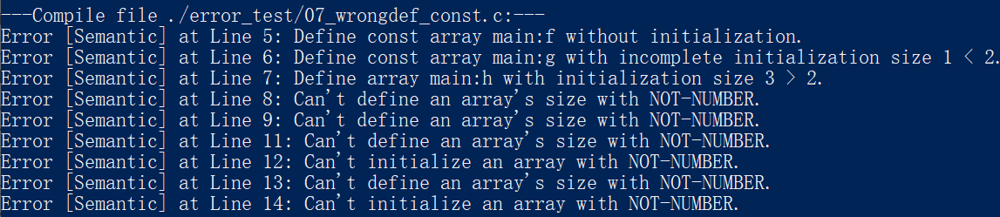 ---Compile file ./error_test/07_wrongdef_const.c:---
Error [Semantic] at Line 5: Define const array main:f without initialization.
Error [Semantic] at Line 6: Define const array main:g with incomplete initialization size 1 < 2.
Error [Semantic] at Line 7: Define array main:h with initialization size 3 > 2.
Error [Semantic] at Line 8: Can't define an array's size with NOT-NUMBER.
Error [Semantic] at Line 9: Can't define an array's size with NOT-NUMBER.
Error [Semantic] at Line 11: Can't define an array's size with NOT-NUMBER.
Error [Semantic] at Line 12: Can't initialize an array with NOT-NUMBER.
Error [Semantic] at Line 13: Can't define an array's size with NOT-NUMBER.
Error [Semantic] at Line 14: Can't initialize an array with NOT-NUMBER.